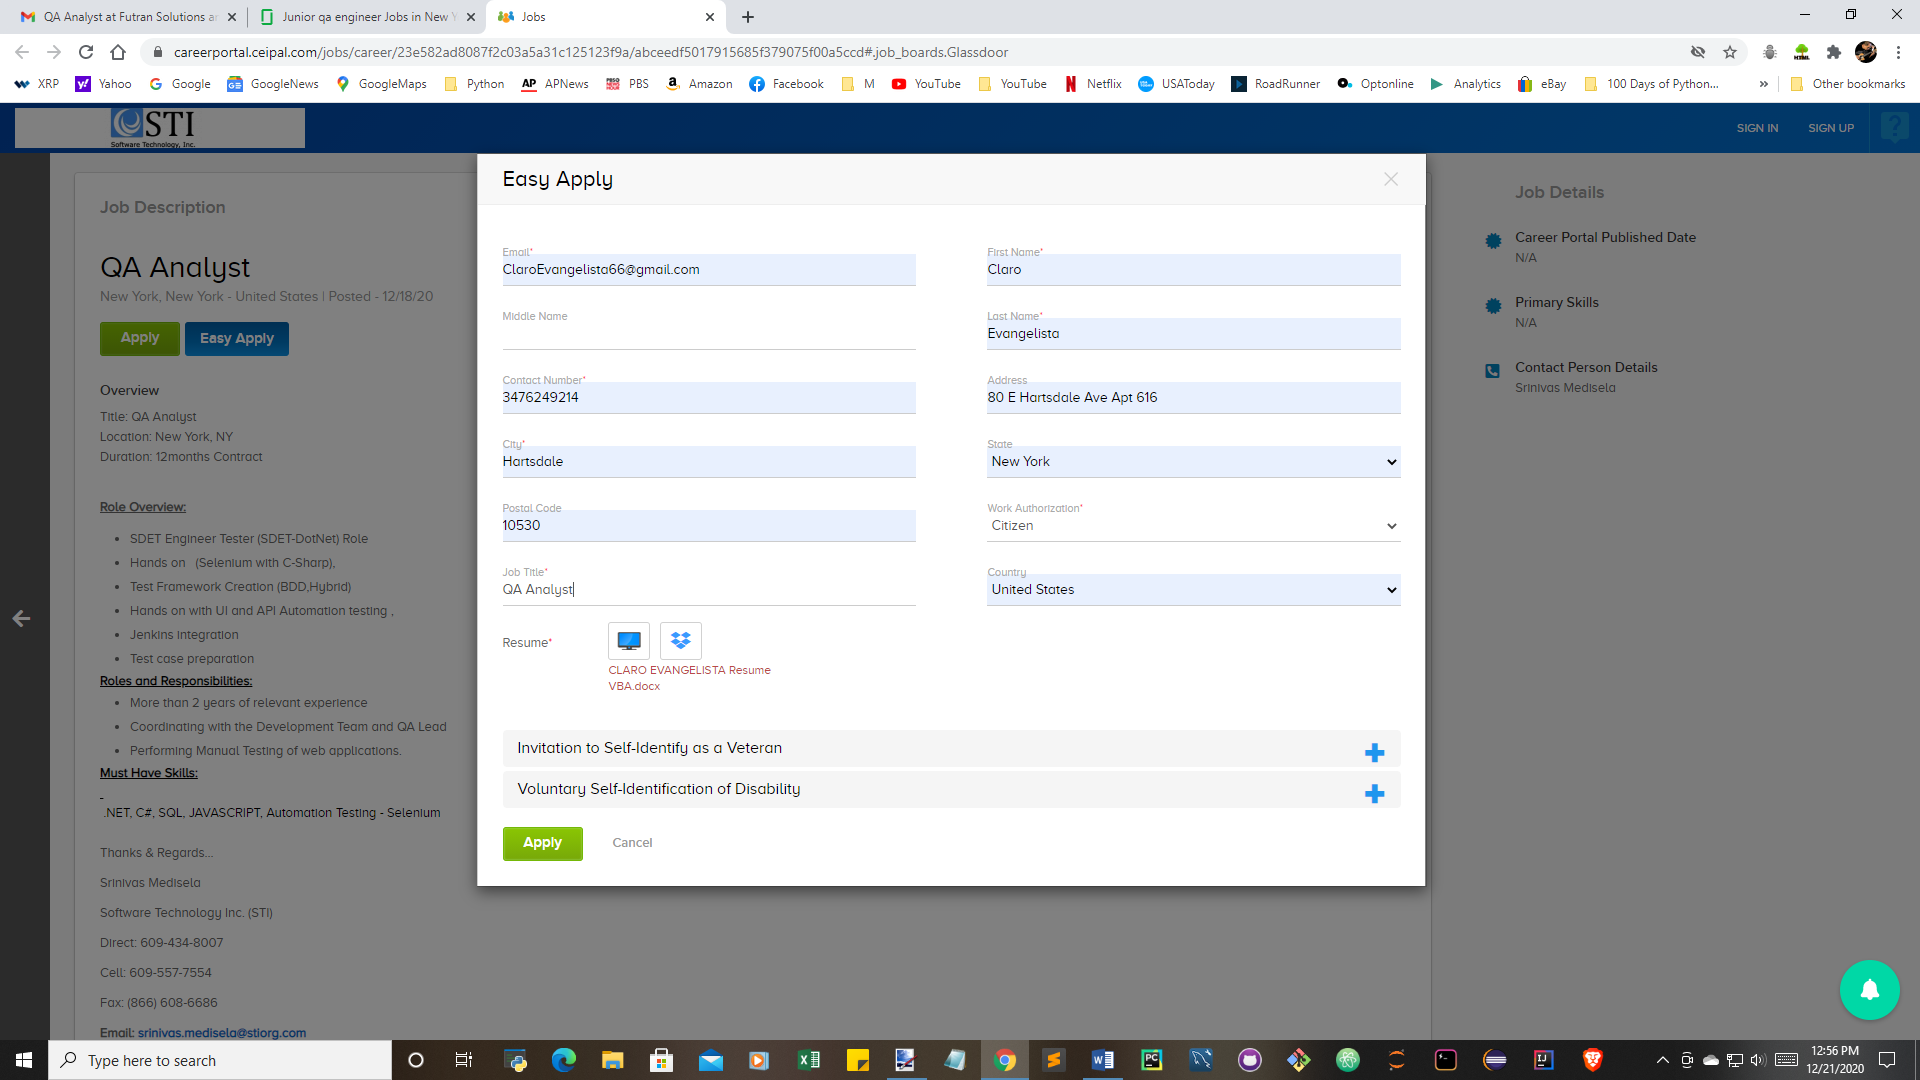 QA Analyst at Futran Solutions a
Junior qa engineer Jobs in New Y
Jobs
careerportal.ceipal.com/jobs/career/23e582ad8087f2c03a5a31c125123f9a/abceedf5017915685f379075f00a5ccd#.job_boards.Glassdoor
XRP Yahoo Google GoogleNews GoogleMaps Python APNews PBS Amazon Facebook M YouTube YouTube Netflix USAToday RoadRunner Optonline Analytics eBay 100 Days of Python... » Other bookmarks
STI
Software Technology, Inc.
SIGN IN SIGN UP ?
Job Description
QA Analyst
New York, New York - United States | Posted - 12/18/20
Apply Easy Apply
Overview
Title: QA Analyst
Location: New York, NY
Duration: 12months Contract
Role Overview:
• SDET Engineer Tester (SDET-DotNet) Role
• Hands on (Selenium with C-Sharp),
• Test Framework Creation (BDD,Hybrid)
• Hands on with UI and API Automation testing ,
• Jenkins integration
• Test case preparation
Roles and Responsibilities:
• More than 2 years of relevant experience
• Coordinating with the Development Team and QA Lead
• Performing Manual Testing of web applications.
Must Have Skills:
-
.NET, C#, SQL, JAVASCRIPT, Automation Testing - Selenium
Thanks & Regards...
Srinivas Medisela
Software Technology Inc. (STI)
Direct: 609-434-8007
Cell: 609-557-7554
Fax: (866) 608-6686
Email: srinivas.medisela@stiorg.com
Easy Apply
Email*
ClaroEvangelista66@gmail.com
First Name*
Claro
Middle Name
Last Name*
Evangelista
Contact Number*
3476249214
Address
80 E Hartsdale Ave Apt 616
City*
Hartsdale
State
New York
Postal Code
10530
Work Authorization*
Citizen
Job Title*
QA Analyst
Country
United States
Resume*
CLARO EVANGELISTA Resume
VBA.docx
Invitation to Self-Identify as a Veteran
Voluntary Self-Identification of Disability
Apply Cancel
Job Details
Career Portal Published Date
N/A
Primary Skills
N/A
Contact Person Details
Srinivas Medisela
Type here to search
12:56 PM
12/21/2020